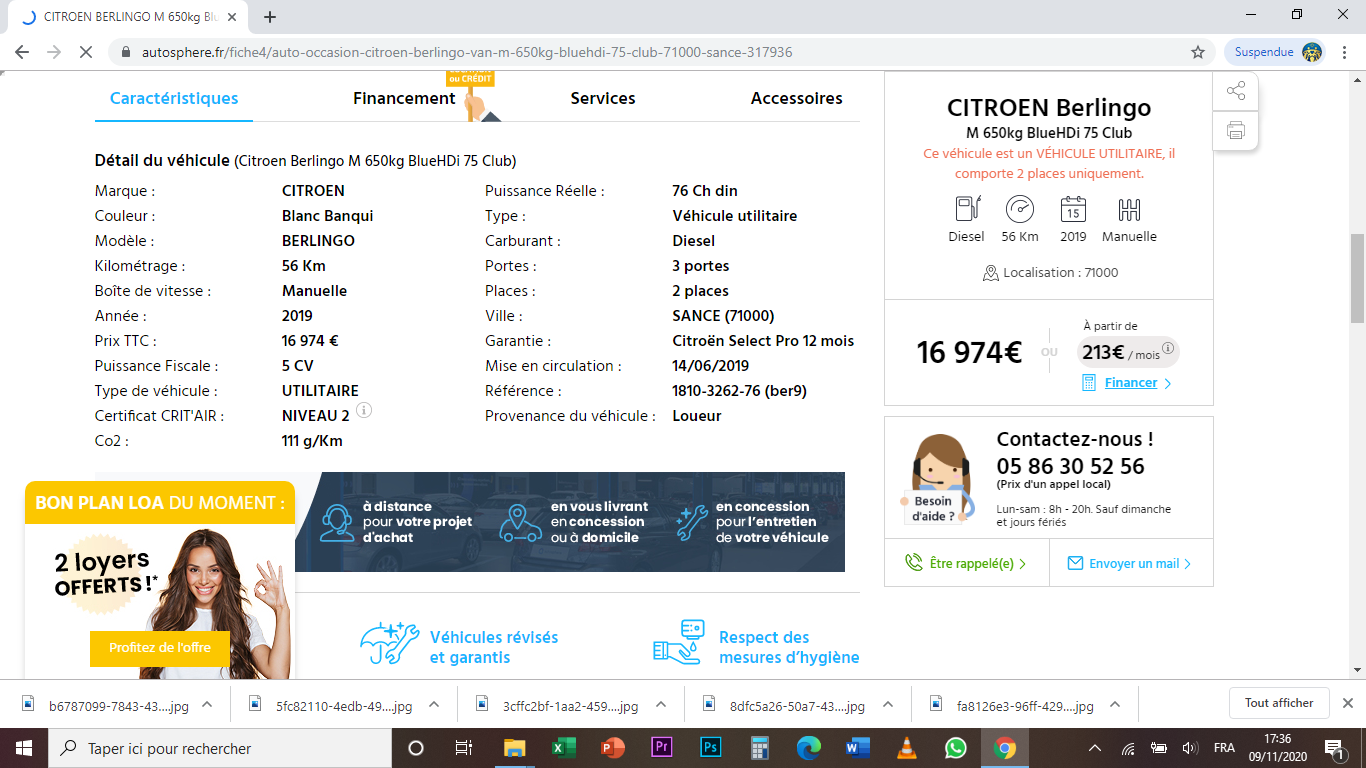 CITROEN BERLINGO M 650kg Blu
autosphere.fr/fiche4/auto-occasion-citroen-berlingo-van-m-650kg-bluehdi-75-club-71000-sance-317936
Suspendue
ou CRÉDIT
Caractéristiques Financement Services Accessoires
Détail du véhicule (Citroen Berlingo M 650kg BlueHDi 75 Club)
Marque : CITROEN Puissance Réelle : 76 Ch din
Couleur : Blanc Banqui Type : Véhicule utilitaire
Modèle : BERLINGO Carburant : Diesel
Kilométrage : 56 Km Portes : 3 portes
Boîte de vitesse : Manuelle Places : 2 places
Année : 2019 Ville : SANCE (71000)
Prix TTC : 16 974 € Garantie : Citroën Select Pro 12 mois
Puissance Fiscale : 5 CV Mise en circulation : 14/06/2019
Type de véhicule : UTILITAIRE Référence : 1810-3262-76 (ber9)
Certificat CRIT'AIR : NIVEAU 2 Provenance du véhicule : Loueur
Co2 : 111 g/Km
à distance
pour votre projet
d'achat
en vous livrant
en concession
ou à domicile
en concession
pour l'entretien
de votre véhicule
BON PLAN LOA DU MOMENT :
2 loyers
OFFERTS !*
Profitez de l'offre
Véhicules révisés
et garantis
Respect des
mesures d'hygiène
CITROEN Berlingo
M 650kg BlueHDi 75 Club
Ce véhicule est un VÉHICULE UTILITAIRE, il
comporte 2 places uniquement.
15
Diesel 56 Km 2019 Manuelle
Localisation : 71000
16 974€
OU
À partir de
213€ / mois
Financer
Contactez-nous !
05 86 30 52 56
(Prix d'un appel local)
Lun-sam : 8h - 20h. Sauf dimanche
et jours fériés
Besoin
d'aide ?
Être rappelé(e)
Envoyer un mail
b6787099-7843-43....jpg 5fc82110-4edb-49....jpg 3cffc2bf-1aa2-459....jpg 8dfc5a26-50a7-43....jpg fa8126e3-96ff-429....jpg Tout afficher
Taper ici pour rechercher
Pr
Ps
FRA
17:36
09/11/2020
1